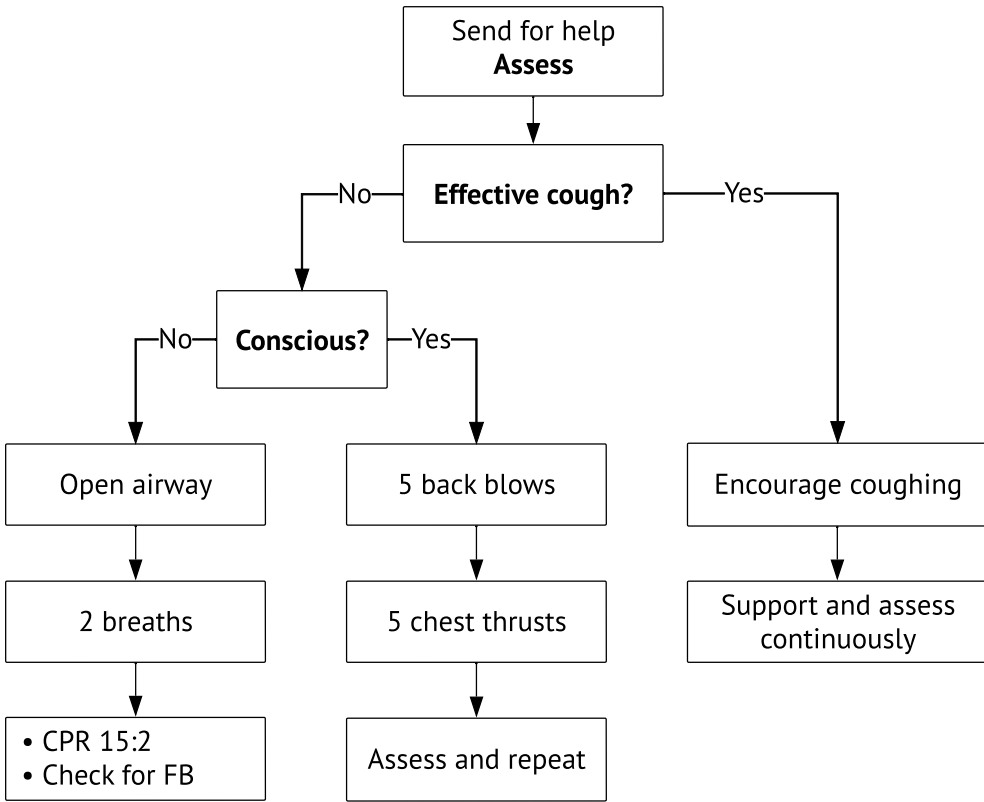 Send for help
Assess
Effective cough?
No
Yes
Conscious?
No
Yes
Open airway
5 back blows
Encourage coughing
2 breaths
5 chest thrusts
Support and assess
continuously
• CPR 15:2
• Check for FB
Assess and repeat